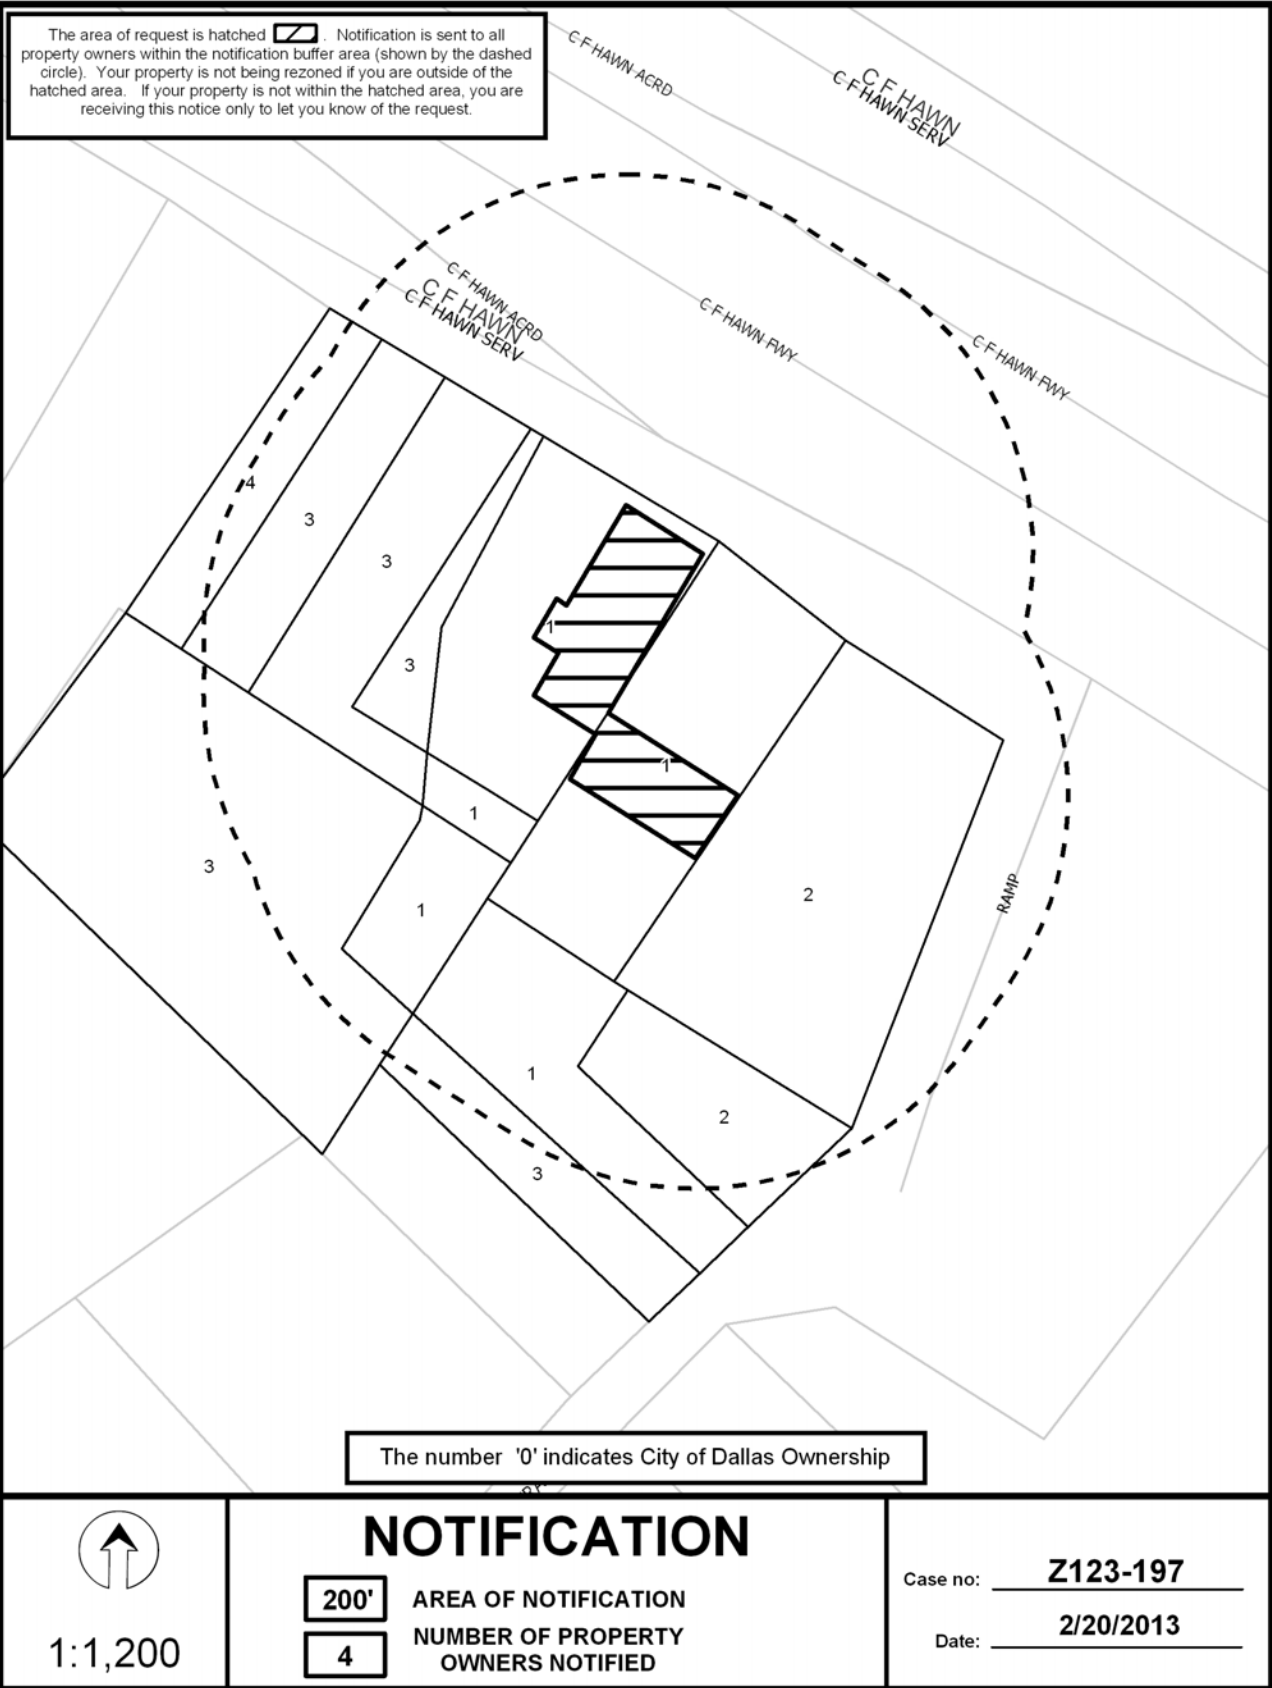 The area of request is hatched . Notification is sent to all
property owners within the notification buffer area (shown by the dashed
circle). Your property is not being rezoned if you are outside of the
hatched area. If your property is not within the hatched area, you are
receiving this notice only to let you know of the request.
C F HAWN ACRD
C F HAWN
C F HAWN SERV
C F HAWN ACRD
C F HAWN
C F HAWN SERV
C F HAWN FWY
C F HAWN FWY
4
3
3
3
1
1
1
3
1
2
RAMP
1
2
3
The number '0' indicates City of Dallas Ownership
1:1,200
NOTIFICATION
200' AREA OF NOTIFICATION
4 NUMBER OF PROPERTY
OWNERS NOTIFIED
Case no: Z123-197
Date: 2/20/2013